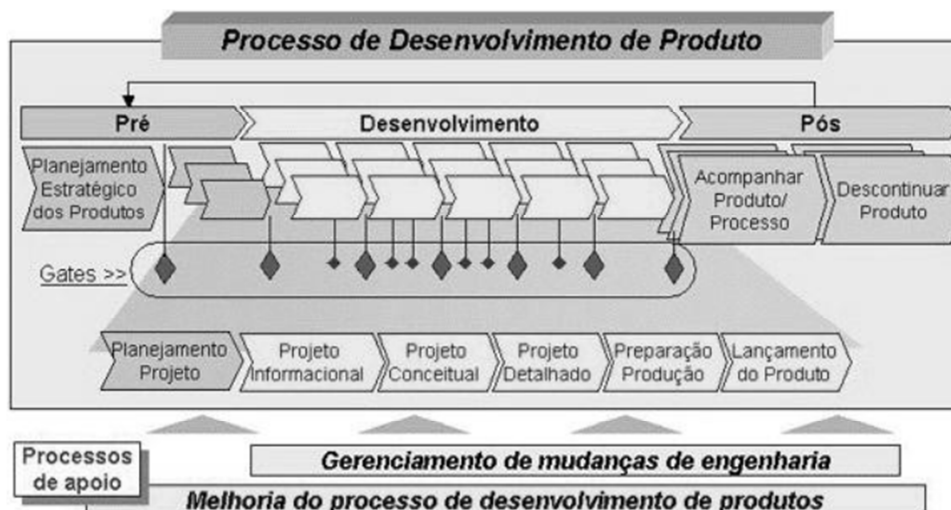 Processo de Desenvolvimento de Produto
Pré
Desenvolvimento
Pós
Planejamento
Estratégico
dos Produtos
Acompanhar
Produto/
Processo
Descontinuar
Produto
Gates >>
Planejamento
Projeto
Projeto
Informacional
Projeto
Conceitual
Projeto
Detalhado
Preparação
Produção
Lançamento
do Produto
Processos
de apoio
Gerenciamento de mudanças de engenharia
Melhoria do processo de desenvolvimento de produtos